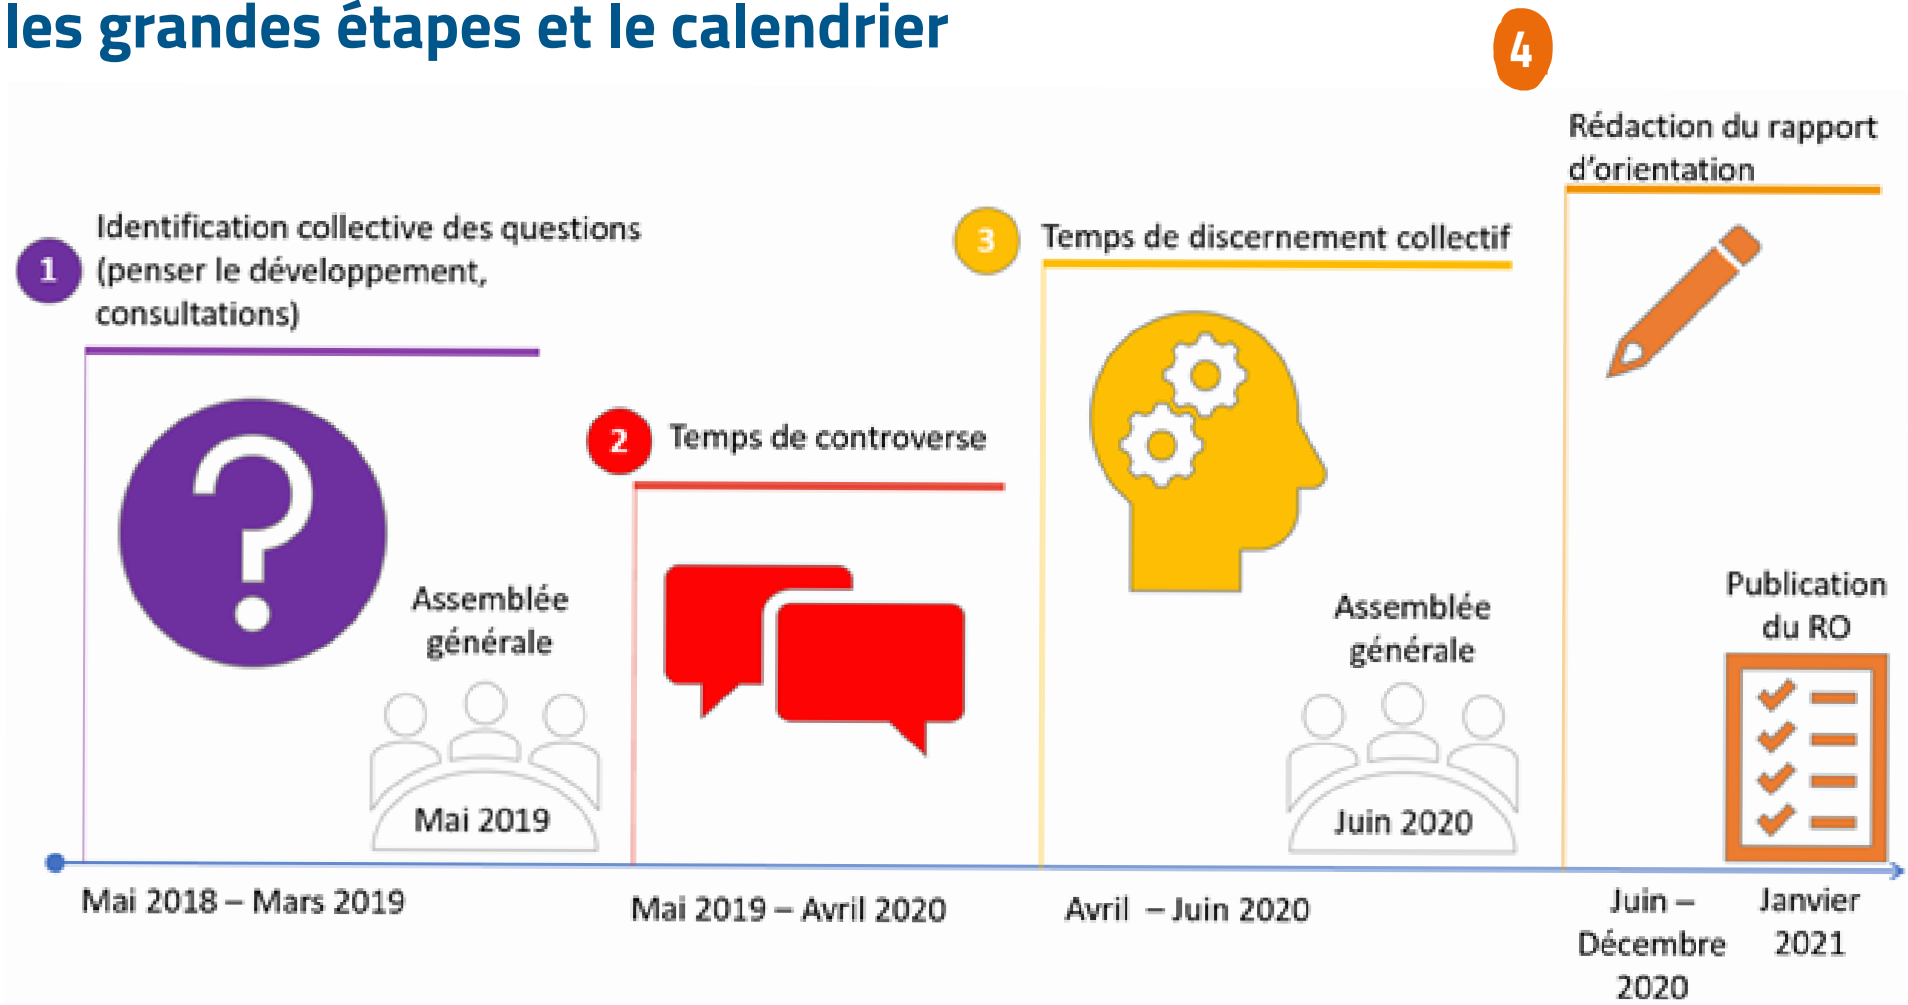 les grandes étapes et le calendrier
1
Identification collective des questions
(penser le développement,
consultations)
Assemblée
générale
Mai 2019
Mai 2018 – Mars 2019
2
Temps de controverse
Mai 2019 – Avril 2020
3
Temps de discernement collectif
Assemblée
générale
Juin 2020
Avril – Juin 2020
4
Rédaction du rapport
d'orientation
Juin –
Décembre
2020
Publication
du RO
Janvier
2021